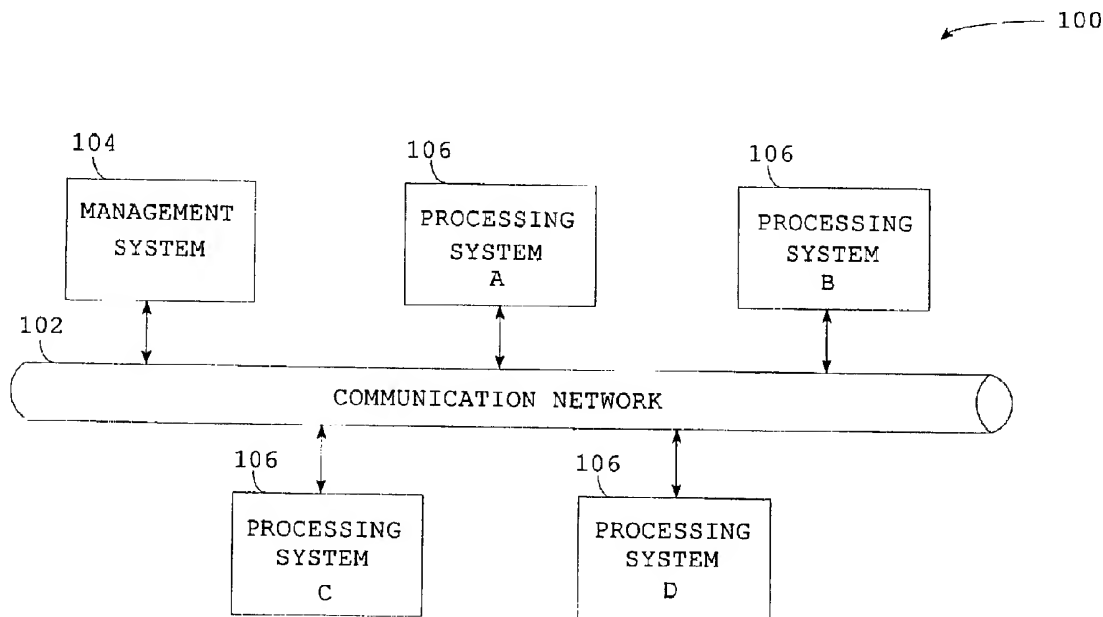 100
104
MANAGEMENT
SYSTEM
106
PROCESSING
SYSTEM
A
106
PROCESSING
SYSTEM
B
102
COMMUNICATION NETWORK
106
PROCESSING
SYSTEM
C
106
PROCESSING
SYSTEM
D